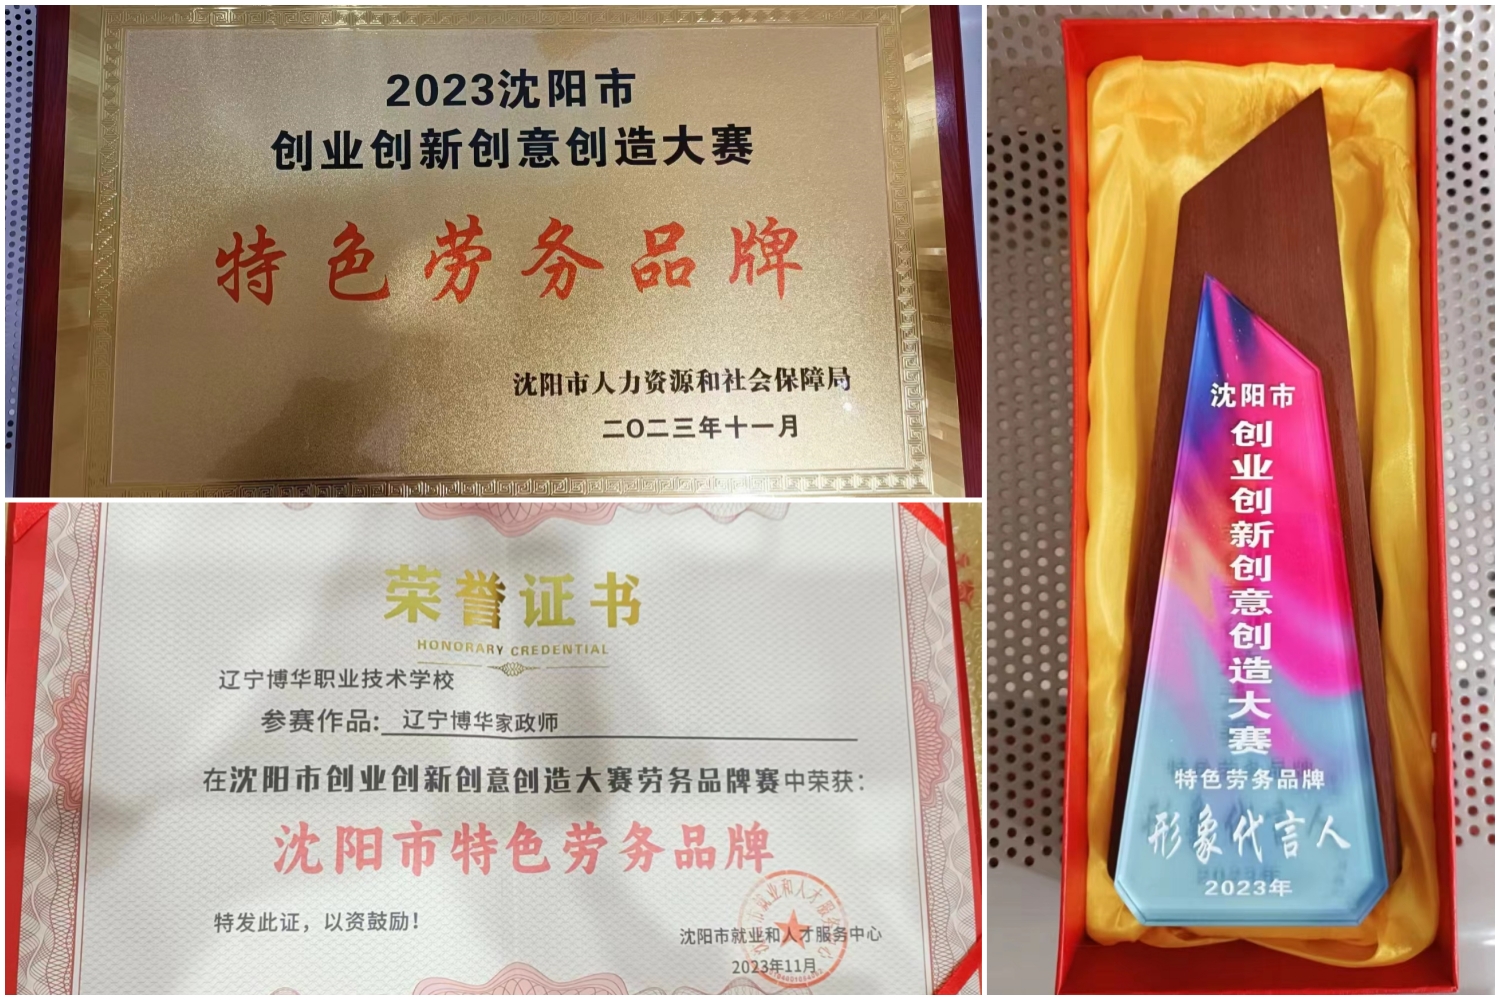 2023沈阳市
创业创新创意创造大赛
特色劳务品牌
沈阳市人力资源和社会保障局
二〇二三年十一月
荣誉证书
HONORARY CREDENTIAL
辽宁博华职业技术学校
参赛作品:辽宁博华家政师
在沈阳市创业创新创意创造大赛劳务品牌赛中荣获:
沈阳市特色劳务品牌
特发此证，以资鼓励！
沈阳市就业和人才服务中心
2023年11月
沈阳市
创业创新创意创造大赛
特色劳务品牌
形象代言人
2023年